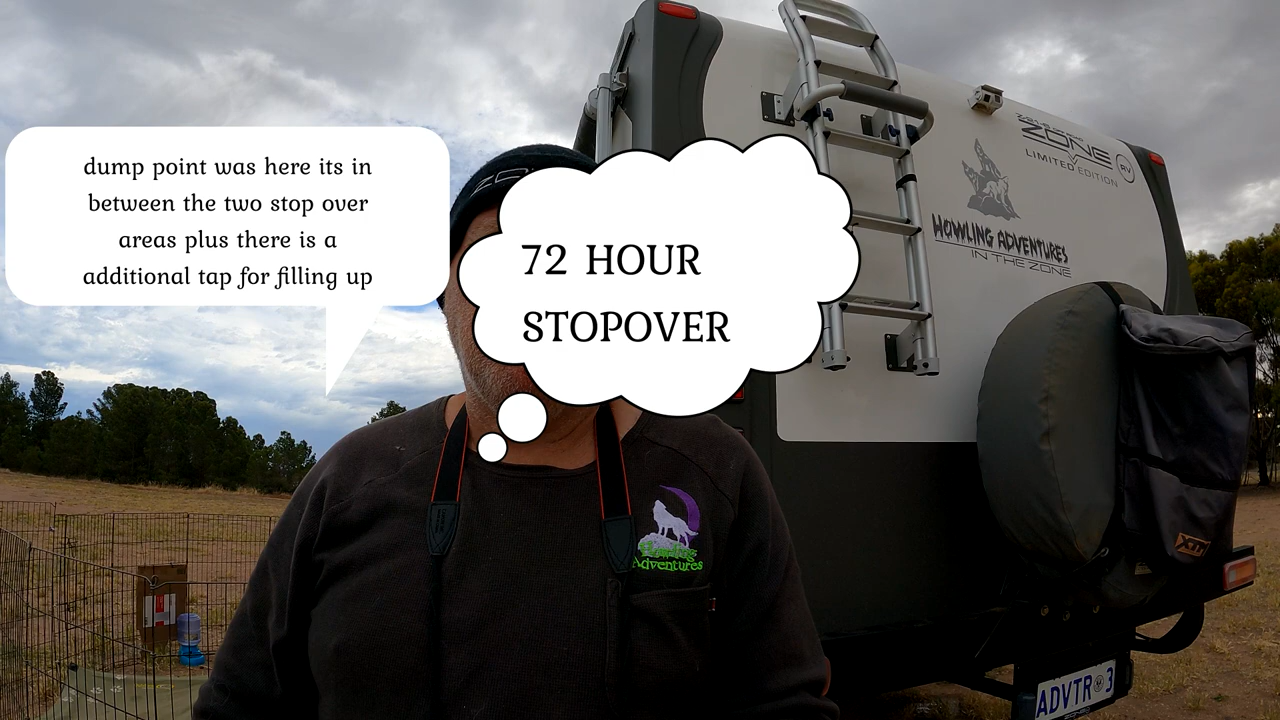 dump point was here its in
between the two stop over
areas plus there is a
additional tap for filling up
72 HOUR
STOPOVER
ZONE
RV
LIMITED EDITION
HOWLING ADVENTURES
IN THE ZONE
Howling
Adventures
ADVTR 3